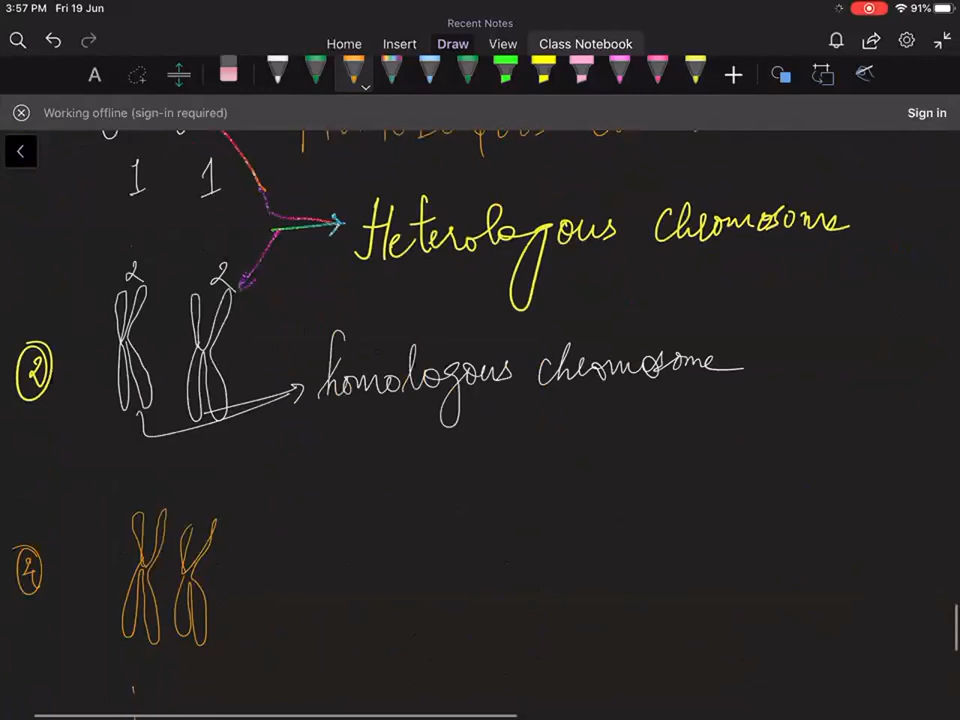 3:57 PM Fri 19 Jun
91%
Recent Notes
Home Insert Draw View Class Notebook
A
Working offline (sign-in required) Sign in
1 1
Heterologous chromosome
2 2
② homologous chromosome